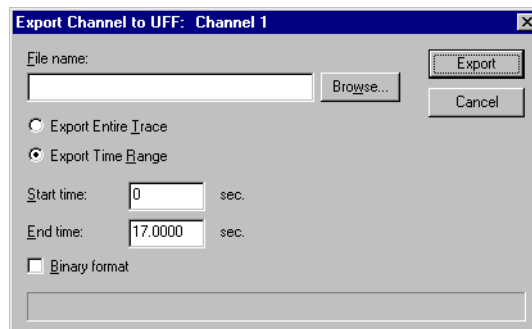 Export Channel to UFF: Channel 1
File name:
Browse...
Export
Cancel
Export Entire Trace
Export Time Range
Start time: 0 sec.
End time: 17.0000 sec.
Binary format